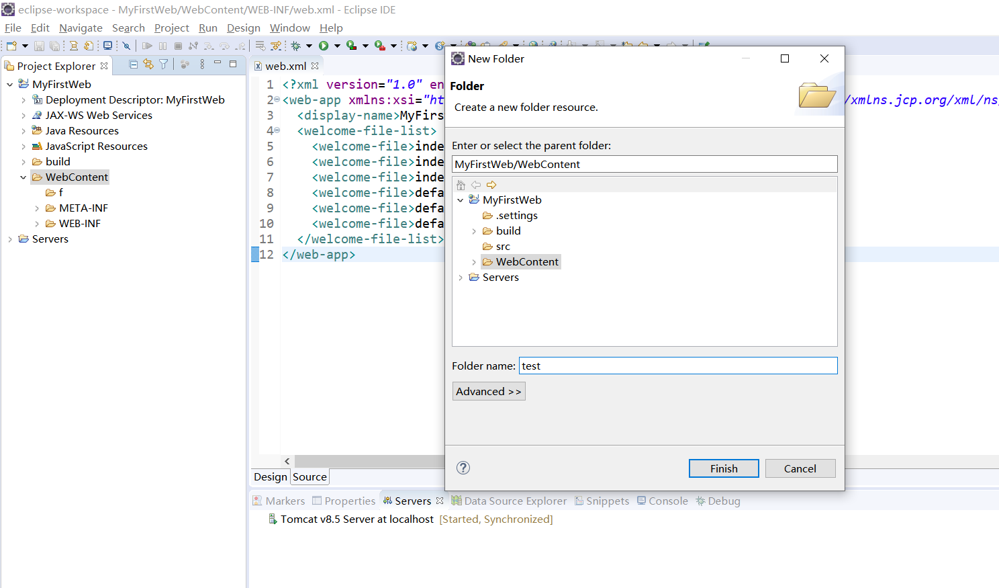 eclipse-workspace - MyFirstWeb/WebContent/WEB-INF/web.xml - Eclipse IDE
File Edit Navigate Search Project Run Design Window Help
Project Explorer
MyFirstWeb
Deployment Descriptor: MyFirstWeb
JAX-WS Web Services
Java Resources
JavaScript Resources
build
WebContent
f
META-INF
WEB-INF
Servers
web.xml
1 <?xml version="1.0" en
2 <web-app xmlns:xsi="ht
/xmlns.jcp.org/xml/ns
3 <display-name>MyFirs
4 <welcome-file-list>
5 <welcome-file>inde
6 <welcome-file>inde
7 <welcome-file>inde
8 <welcome-file>defa
9 <welcome-file>defa
10 <welcome-file>defa
11 </welcome-file-list>
12 </web-app>
Design Source
New Folder
Folder
Create a new folder resource.
Enter or select the parent folder:
MyFirstWeb/WebContent
MyFirstWeb
.settings
build
src
WebContent
Servers
Folder name: test
Advanced >>
Finish Cancel
Markers Properties Servers Data Source Explorer Snippets Console Debug
Tomcat v8.5 Server at localhost [Started, Synchronized]